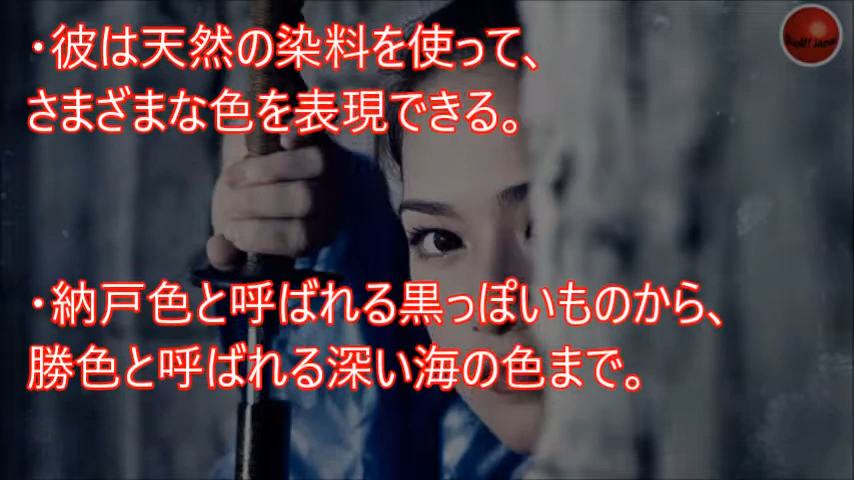 ・彼は天然の染料を使って、
さまざまな色を表現できる。
・納戸色と呼ばれる黒っぽいものから、
勝色と呼ばれる深い海の色まで。